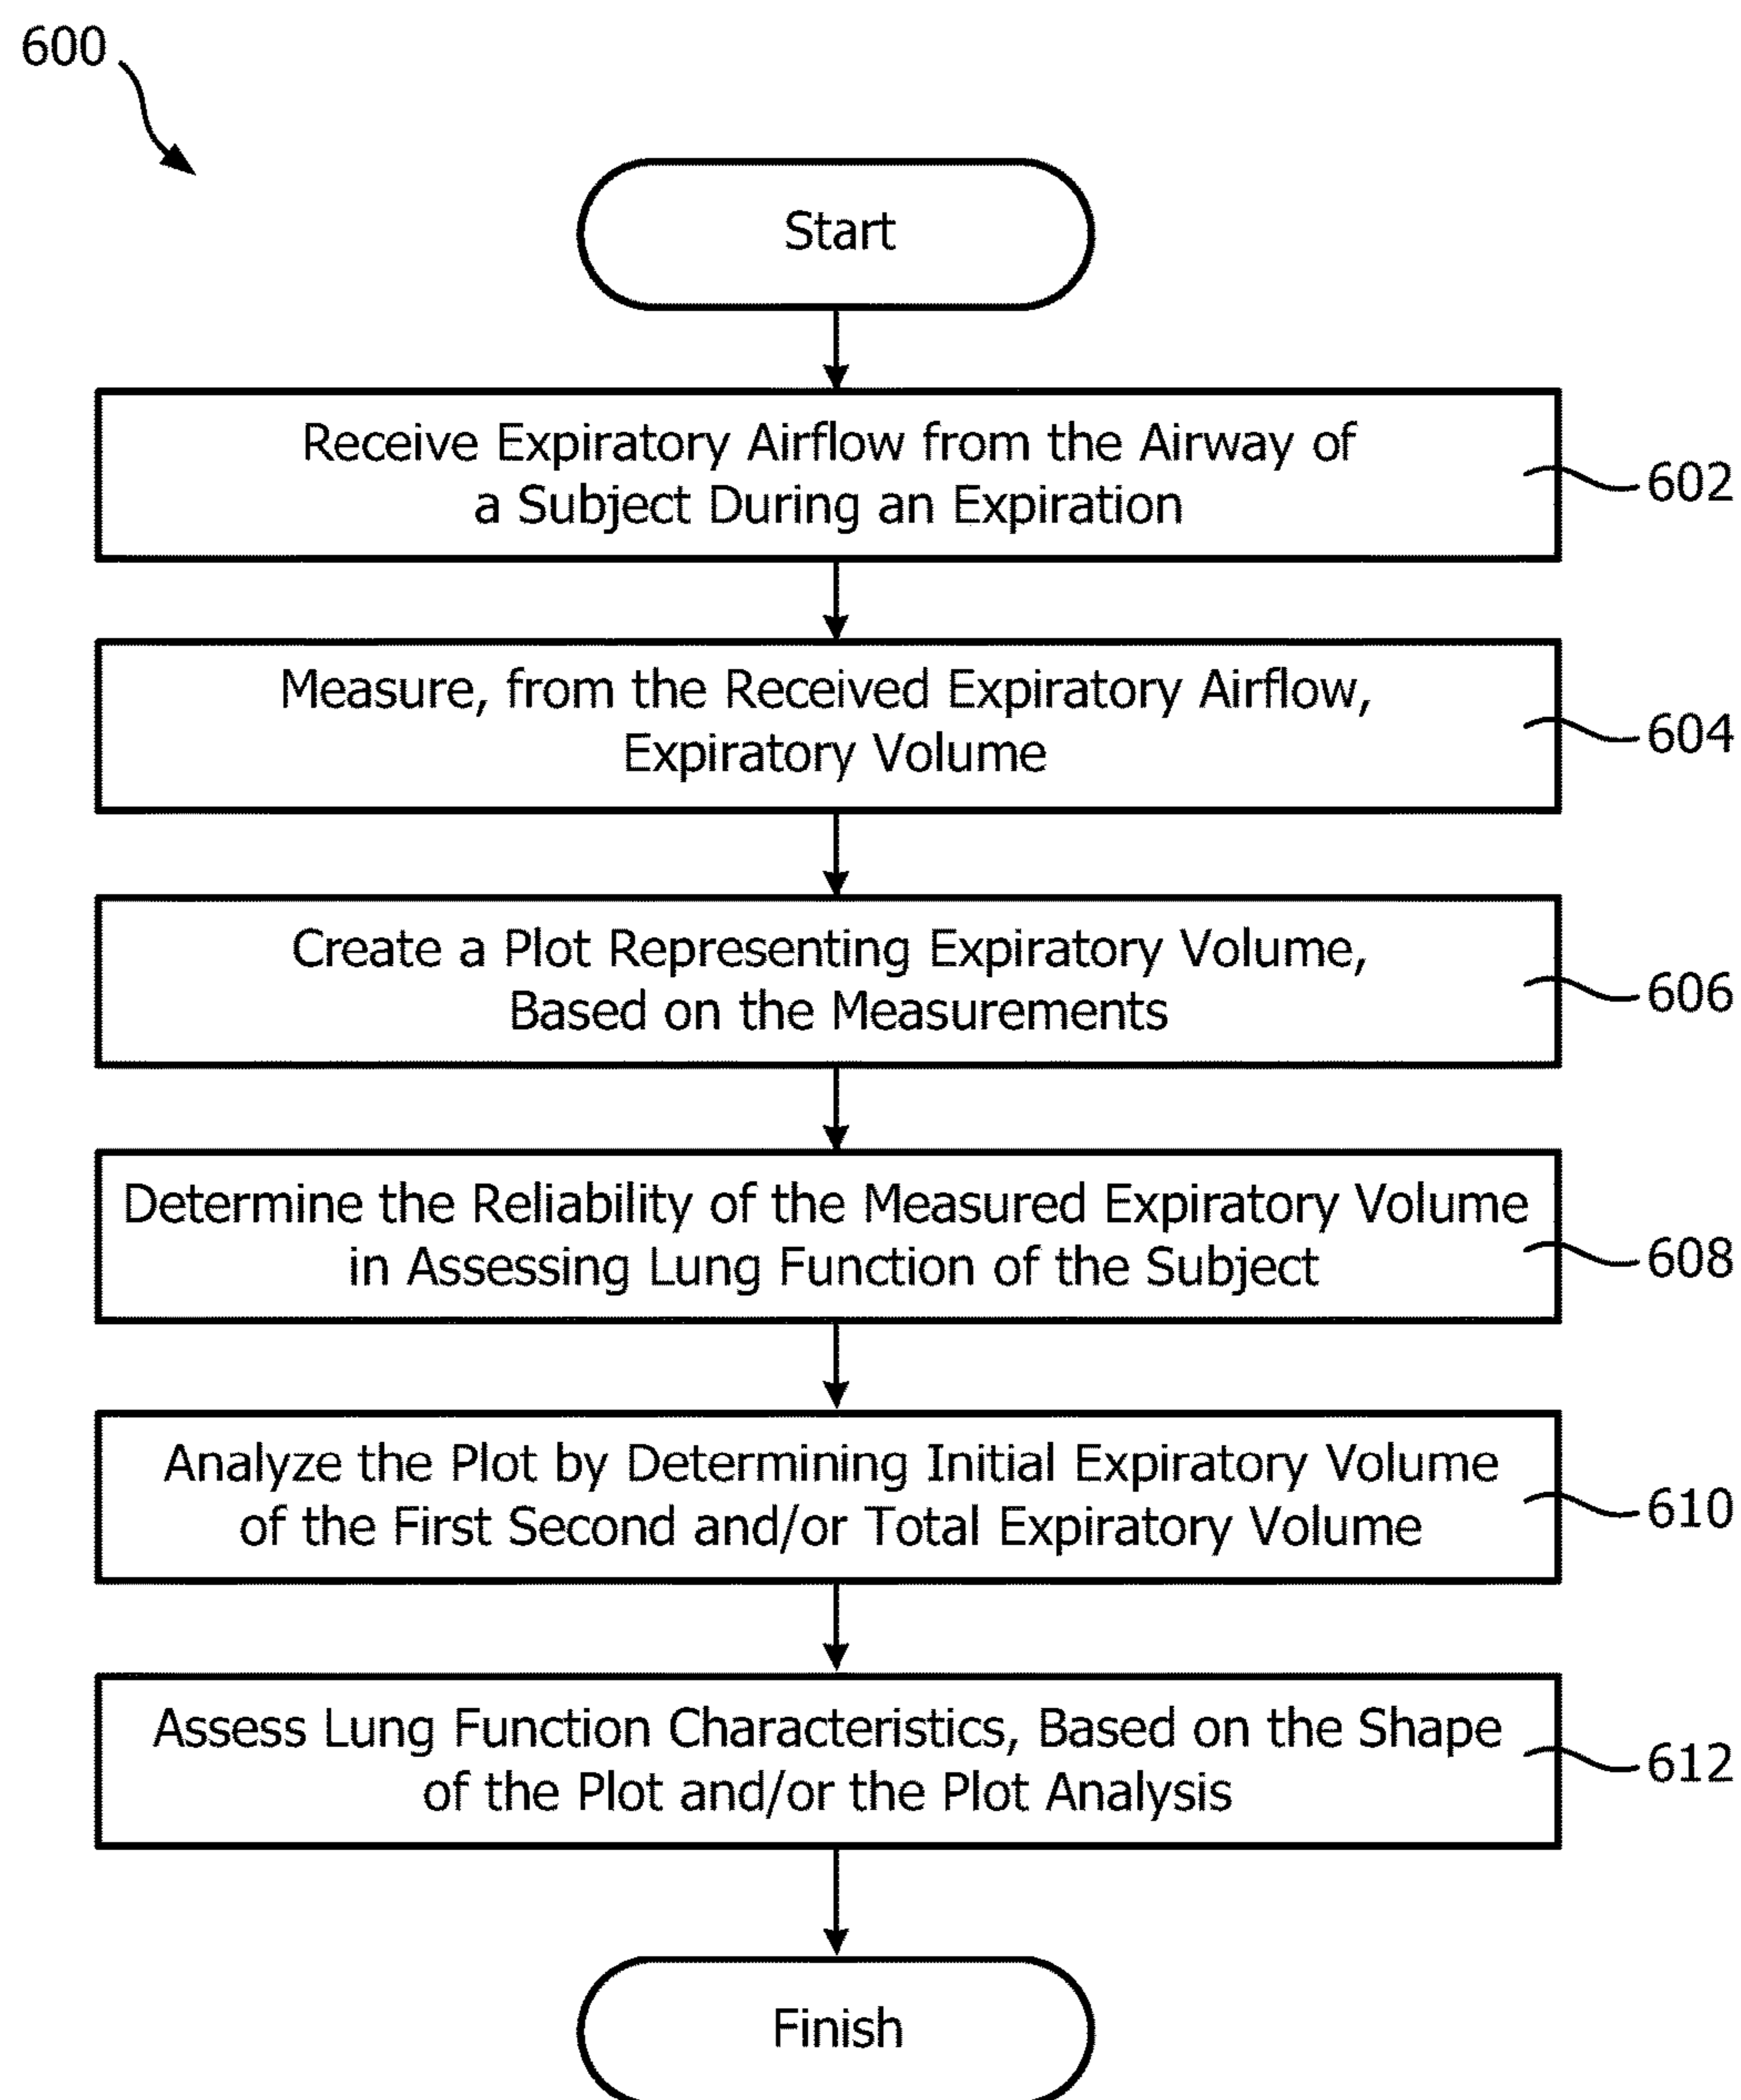 600
Start
Receive Expiratory Airflow from the Airway of
a Subject During an Expiration
602
Measure, from the Received Expiratory Airflow,
Expiratory Volume
604
Create a Plot Representing Expiratory Volume,
Based on the Measurements
606
Determine the Reliability of the Measured Expiratory Volume
in Assessing Lung Function of the Subject
608
Analyze the Plot by Determining Initial Expiratory Volume
of the First Second and/or Total Expiratory Volume
610
Assess Lung Function Characteristics, Based on the Shape
of the Plot and/or the Plot Analysis
612
Finish